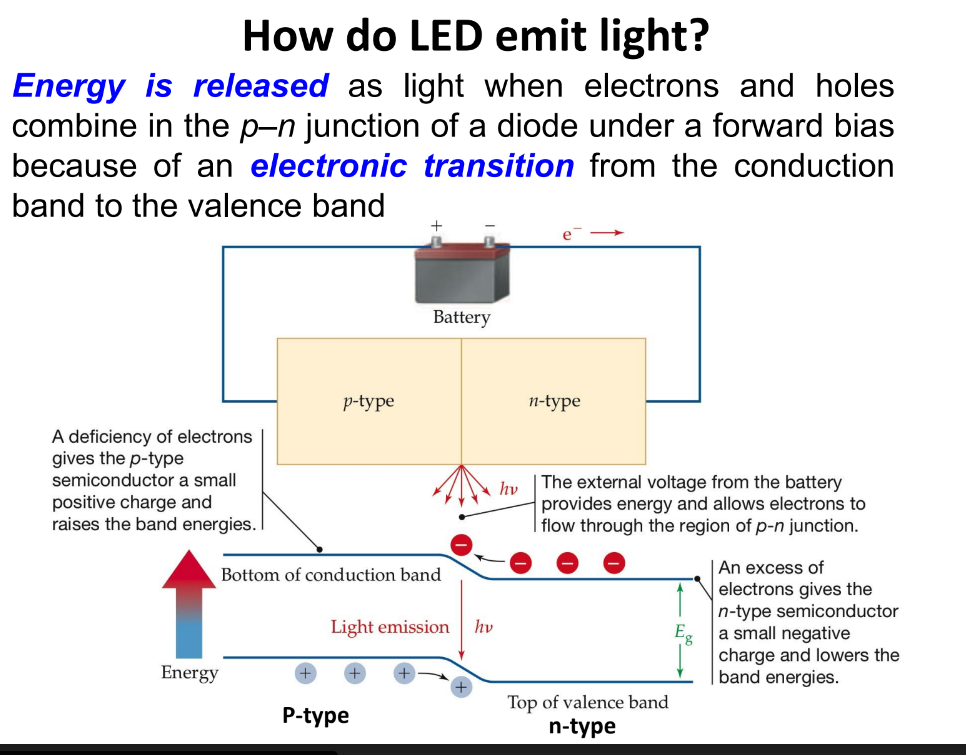 How do LED emit light?
Energy is released as light when electrons and holes
combine in the p–n junction of a diode under a forward bias
because of an electronic transition from the conduction
band to the valence band
+ −
e⁻
Battery
p-type
n-type
A deficiency of electrons
gives the p-type
semiconductor a small
positive charge and
raises the band energies.
hν
The external voltage from the battery
provides energy and allows electrons to
flow through the region of p-n junction.
− − − −
Bottom of conduction band
An excess of
electrons gives the
n-type semiconductor
a small negative
charge and lowers the
band energies.
Light emission hν
Eg
Energy
+ + + +
Top of valence band
P-type
n-type